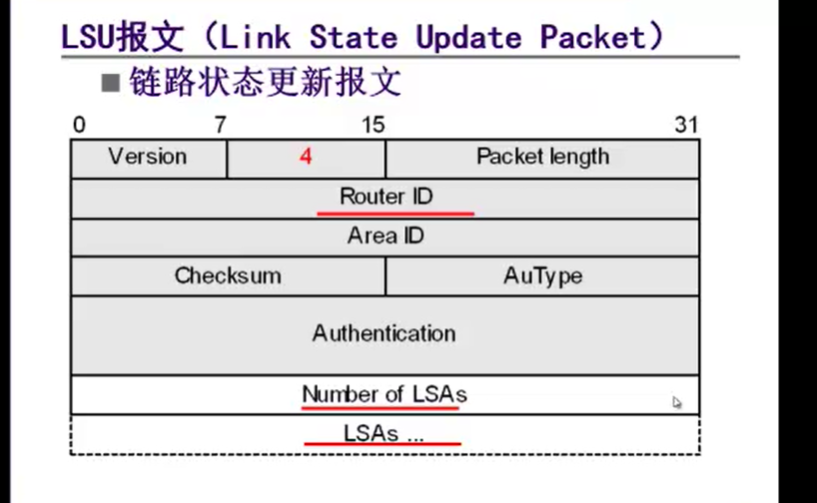 LSU报文（Link State Update Packet）
■ 链路状态更新报文
0 7 15 31
Version 4 Packet length
Router ID
Area ID
Checksum AuType
Authentication
Number of LSAs
LSAs ...